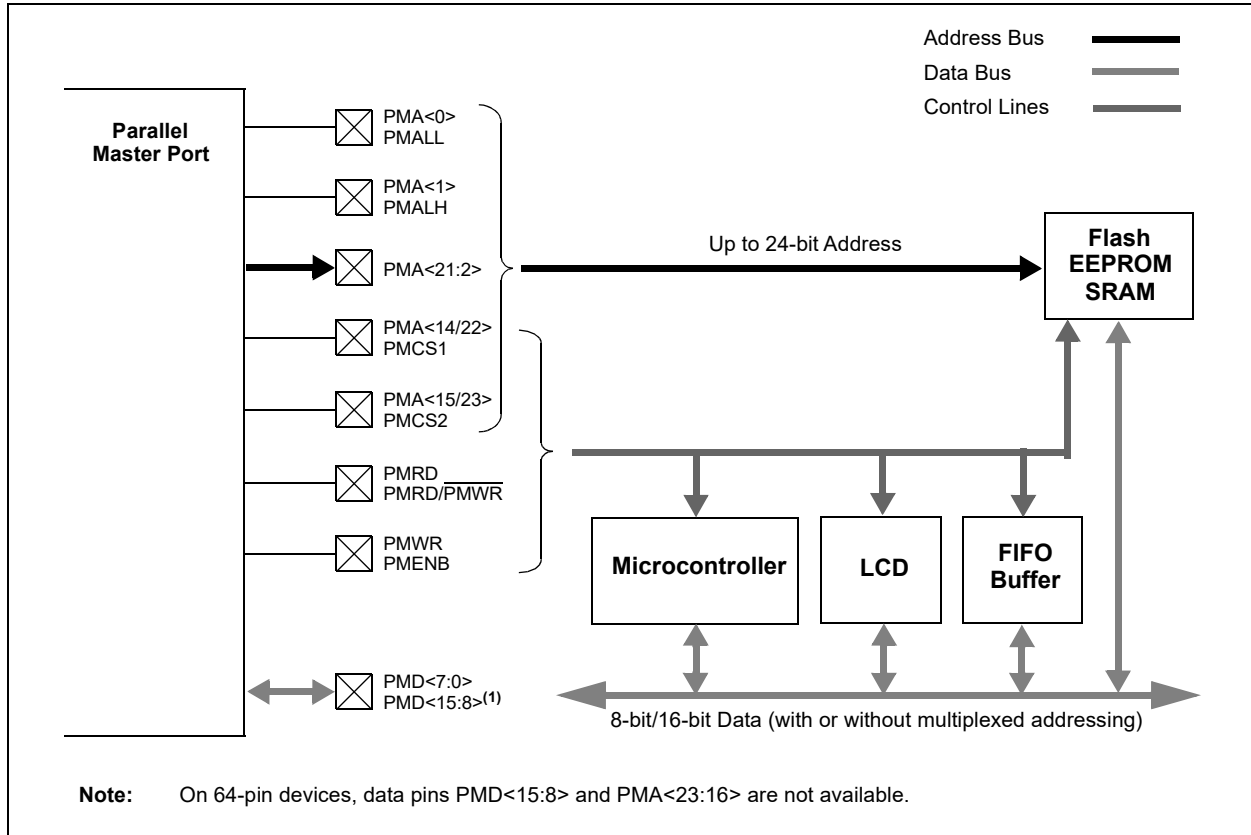 Address Bus
Data Bus
Control Lines
Parallel
Master Port
PMA<0>
PMALL
PMA<1>
PMALH
PMA<21:2>
PMA<14/22>
PMCS1
PMA<15/23>
PMCS2
PMRD
PMRD/PMWR
PMWR
PMENB
PMD<7:0>
PMD<15:8>(1)
Up to 24-bit Address
Flash
EEPROM
SRAM
Microcontroller
LCD
FIFO
Buffer
8-bit/16-bit Data (with or without multiplexed addressing)
Note: On 64-pin devices, data pins PMD<15:8> and PMA<23:16> are not available.